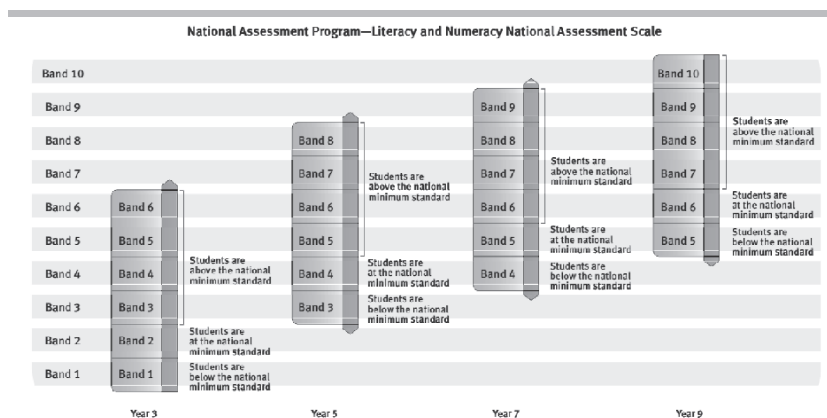 National Assessment Program—Literacy and Numeracy National Assessment Scale
Band 10
Band 9
Band 8
Band 7
Band 6
Band 5
Band 4
Band 3
Band 2
Band 1
Band 6
Band 5
Band 4
Band 3
Band 2
Band 1
Students are
above the national
minimum standard
Students are
at the national
minimum standard
Students are
below the national
minimum standard
Year 3
Band 8
Band 7
Band 6
Band 5
Band 4
Band 3
Students are
above the national
minimum standard
Students are
at the national
minimum standard
Students are
below the national
minimum standard
Year 5
Band 9
Band 8
Band 7
Band 6
Band 5
Band 4
Students are
above the national
minimum standard
Students are
at the national
minimum standard
Students are
below the national
minimum standard
Year 7
Band 10
Band 9
Band 8
Band 7
Band 6
Band 5
Students are
above the national
minimum standard
Students are
at the national
minimum standard
Students are
below the national
minimum standard
Year 9